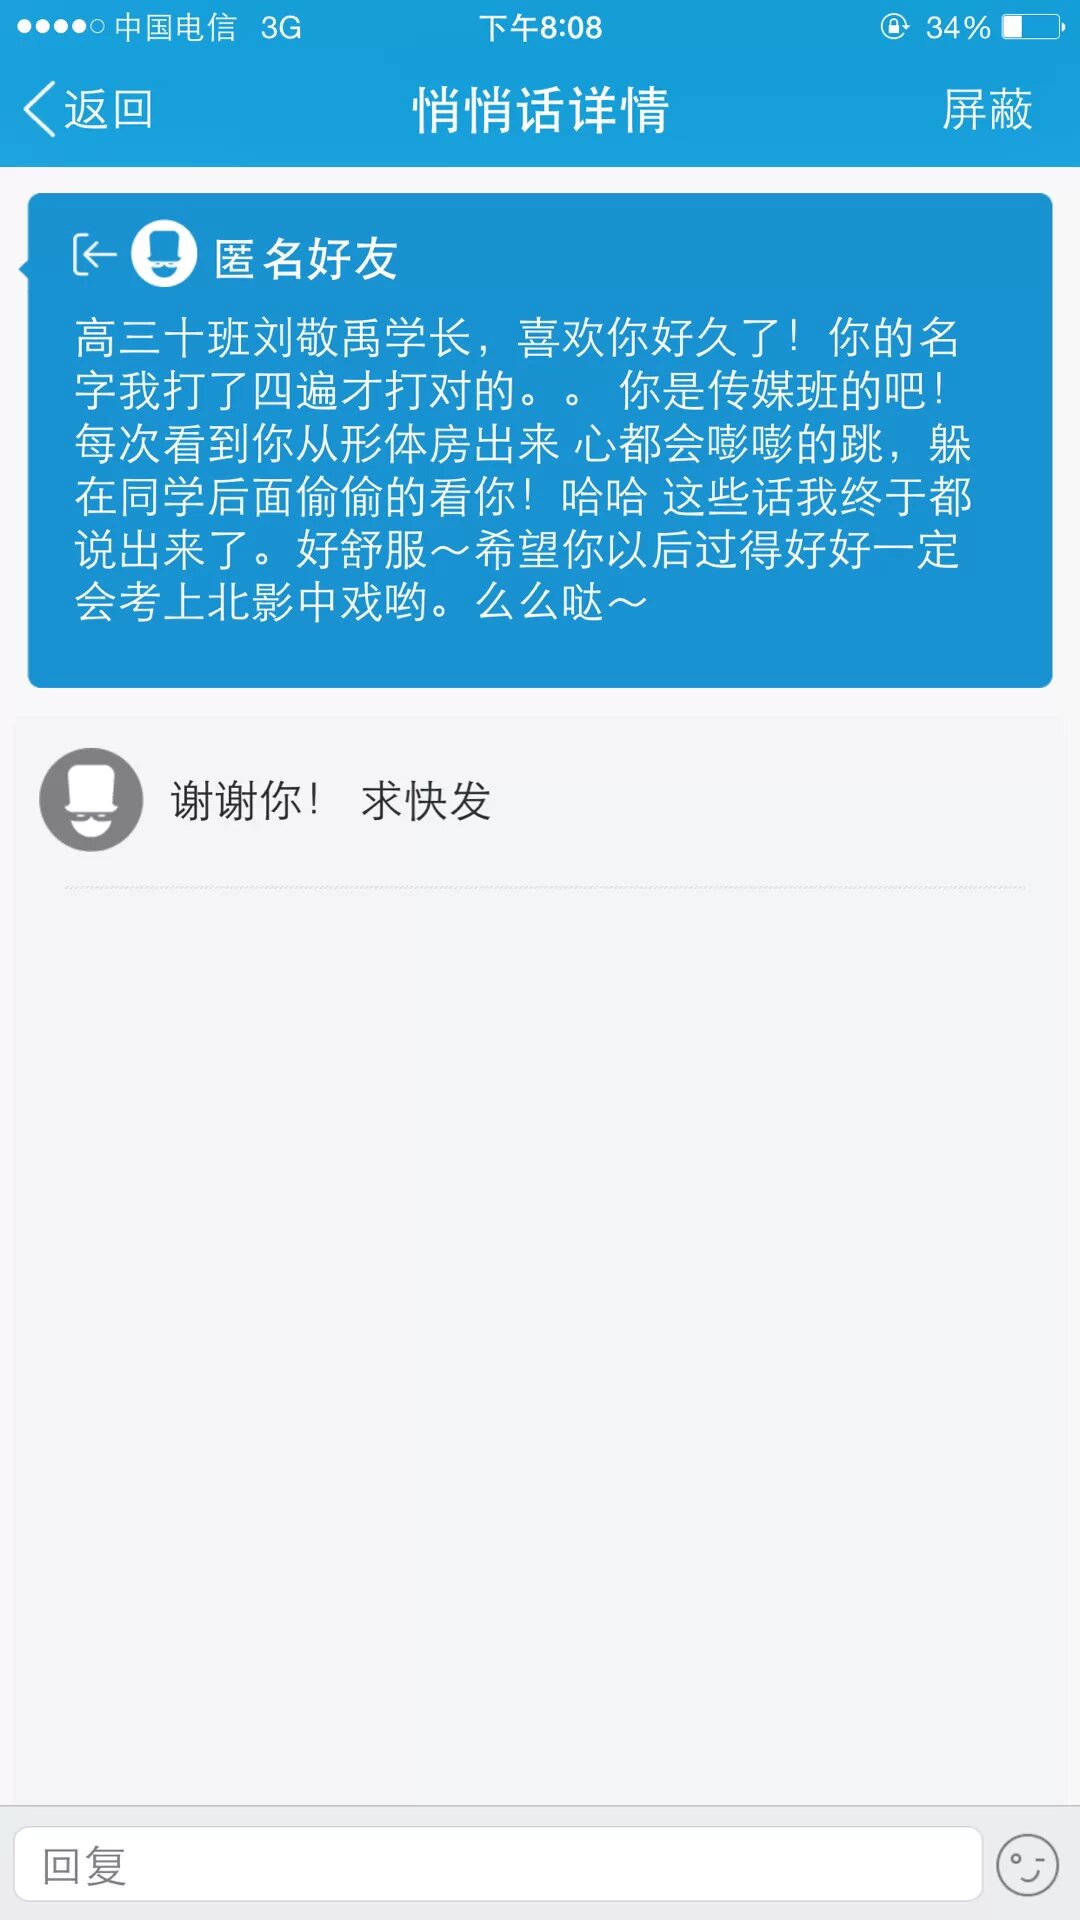 中国电信 3G 下午8:08 34%
返回 悄悄话详情 屏蔽
匿名好友
高三十班刘敬禹学长，喜欢你好久了！你的名
字我打了四遍才打对的。。 你是传媒班的吧！
每次看到你从形体房出来 心都会嘭嘭的跳，躲
在同学后面偷偷的看你！哈哈 这些话我终于都
说出来了。好舒服～希望你以后过得好好一定
会考上北影中戏哟。么么哒～
谢谢你！ 求快发
回复